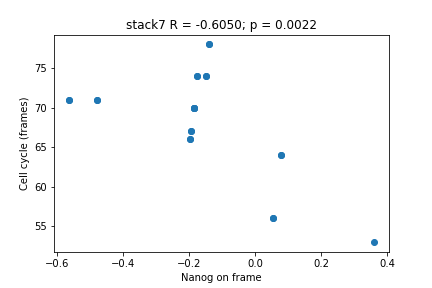 stack7 R = -0.6050; p = 0.0022
75
70
65
60
55
Cell cycle (frames)
−0.6 −0.4 −0.2 0.0 0.2 0.4
Nanog on frame